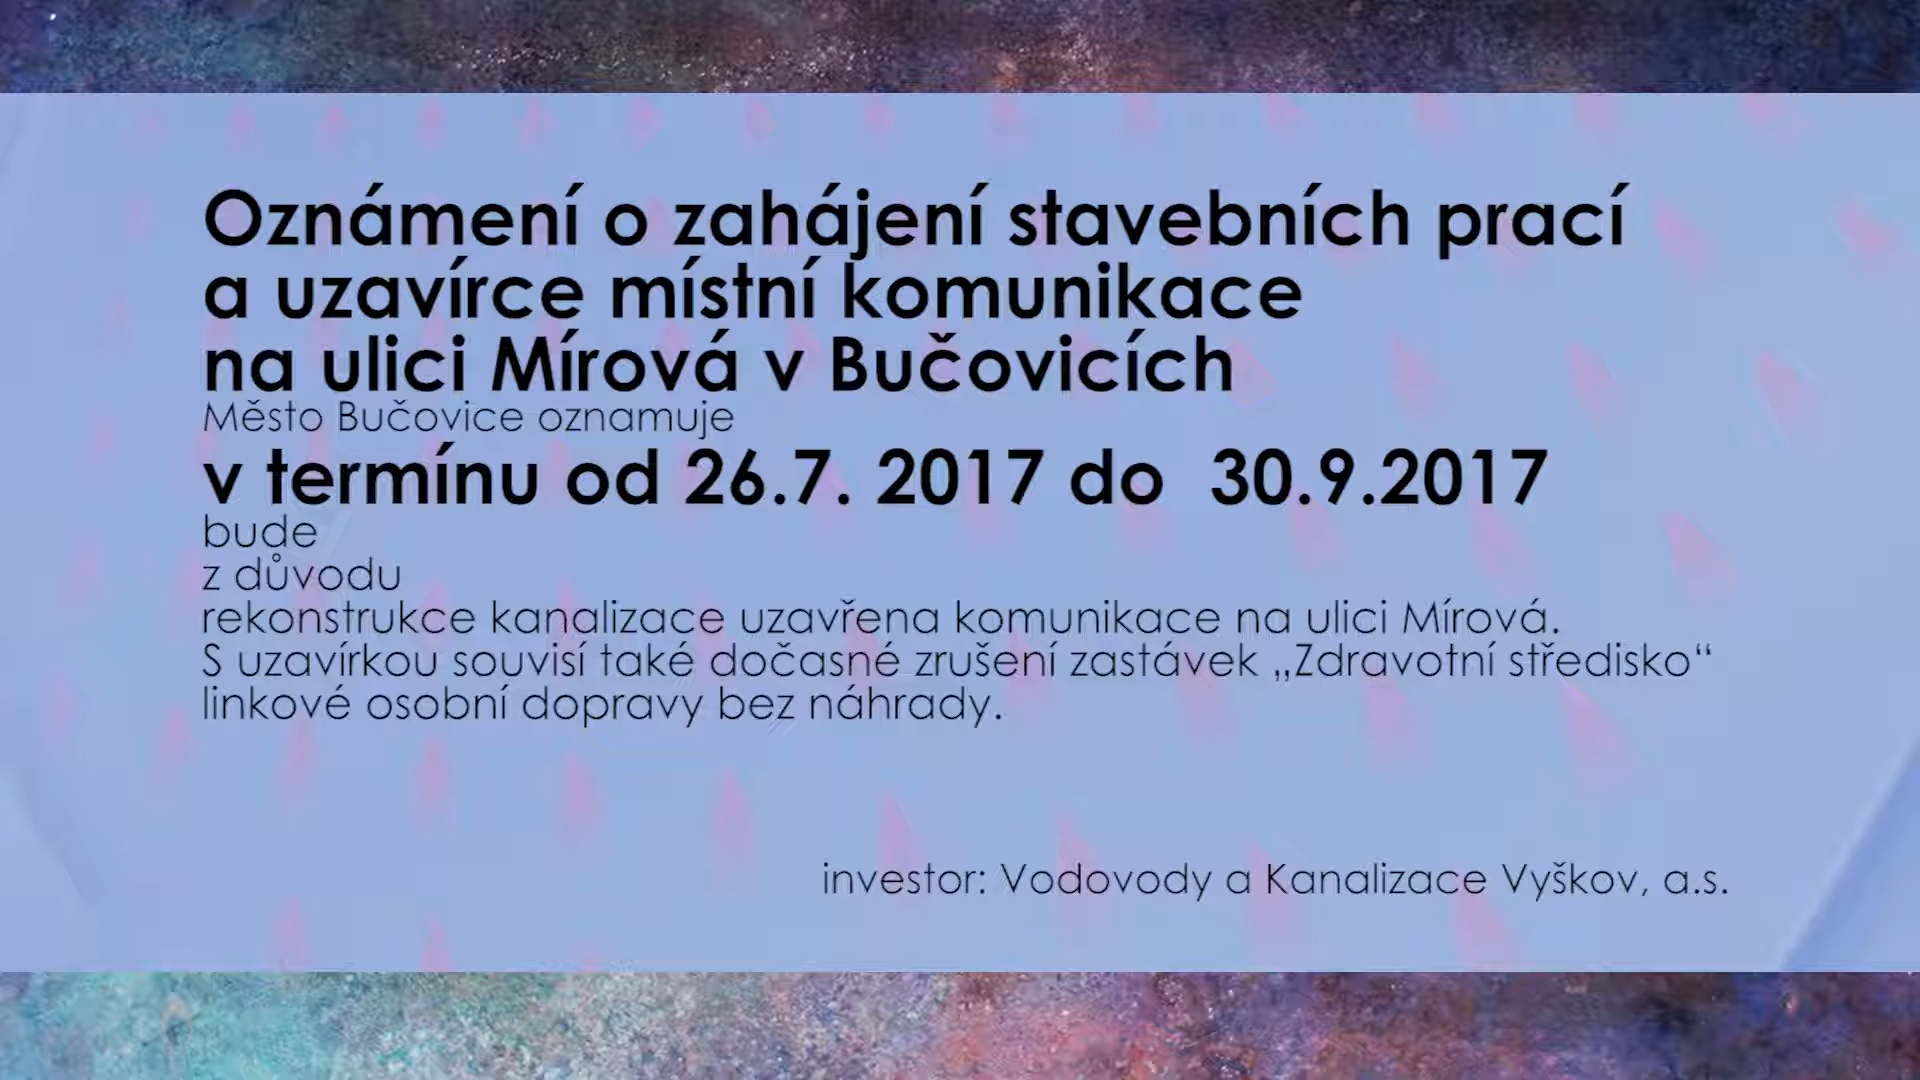 Oznámení o zahájení stavebních prací
a uzavírce místní komunikace
na ulici Mírová v Bučovicích
Město Bučovice oznamuje
v termínu od 26.7. 2017 do  30.9.2017
bude
z důvodu
rekonstrukce kanalizace uzavřena komunikace na ulici Mírová.
S uzavírkou souvisí také dočasné zrušení zastávek „Zdravotní středisko“
linkové osobní dopravy bez náhrady.
investor: Vodovody a Kanalizace Vyškov, a.s.